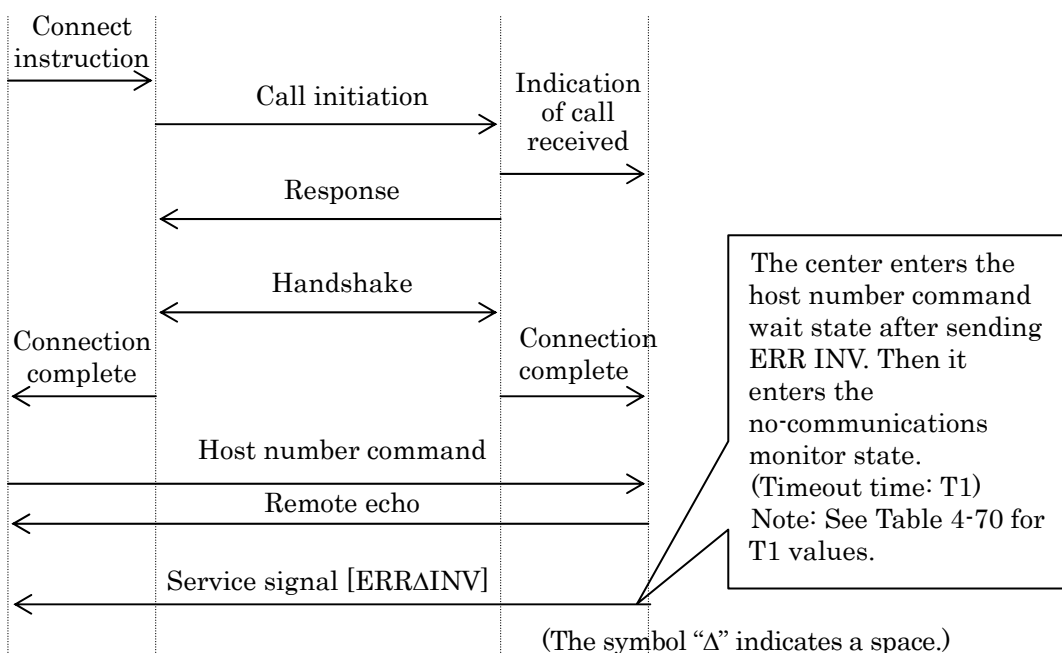 Connect
instruction
Call initiation
Indication
of call
received
Response
Handshake
Connection
complete
Connection
complete
Host number command
Remote echo
Service signal [ERRΔINV]
The center enters the
host number command
wait state after sending
ERR INV. Then it
enters the
no-communications
monitor state.
(Timeout time: T1)
Note: See Table 4-70 for
T1 values.
(The symbol “Δ” indicates a space.)